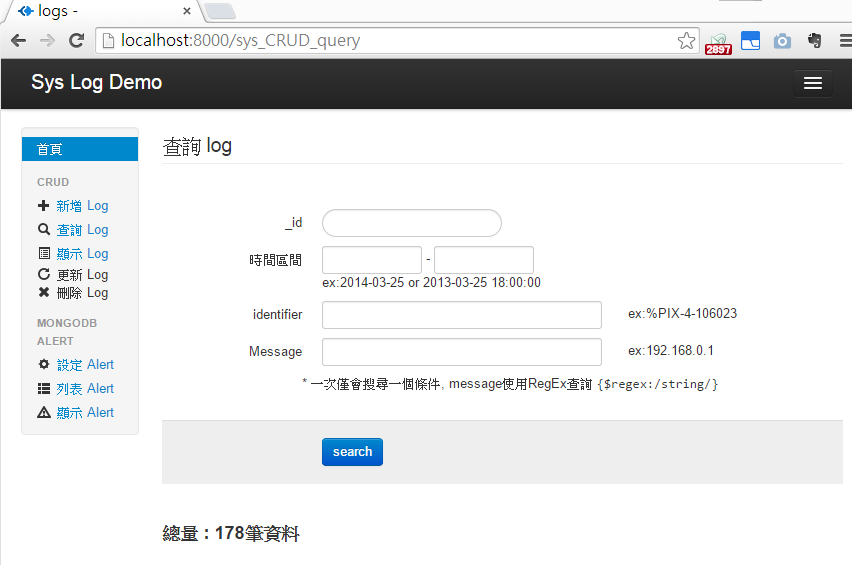 logs -
localhost:8000/sys_CRUD_query
2897
Sys Log Demo
首頁
CRUD
新增 Log
查詢 Log
顯示 Log
更新 Log
刪除 Log
MONGODB
ALERT
設定 Alert
列表 Alert
顯示 Alert
查詢 log
_id
時間區間 -
ex:2014-03-25 or 2013-03-25 18:00:00
identifier ex:%PIX-4-106023
Message ex:192.168.0.1
* 一次僅會搜尋一個條件, message使用RegEx查詢 {$regex:/string/}
search
總量 : 178筆資料